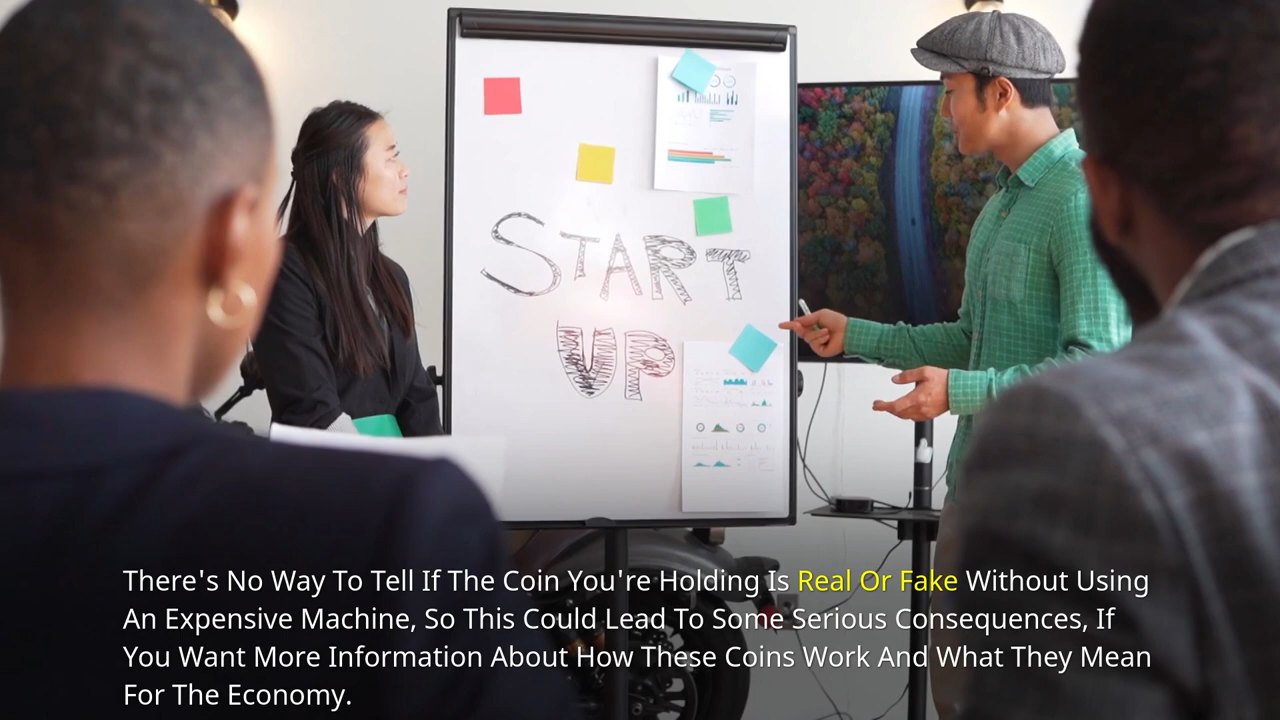 START
UP
There's No Way To Tell If The Coin You're Holding Is Real Or Fake Without Using
An Expensive Machine, So This Could Lead To Some Serious Consequences, If
You Want More Information About How These Coins Work And What They Mean
For The Economy.